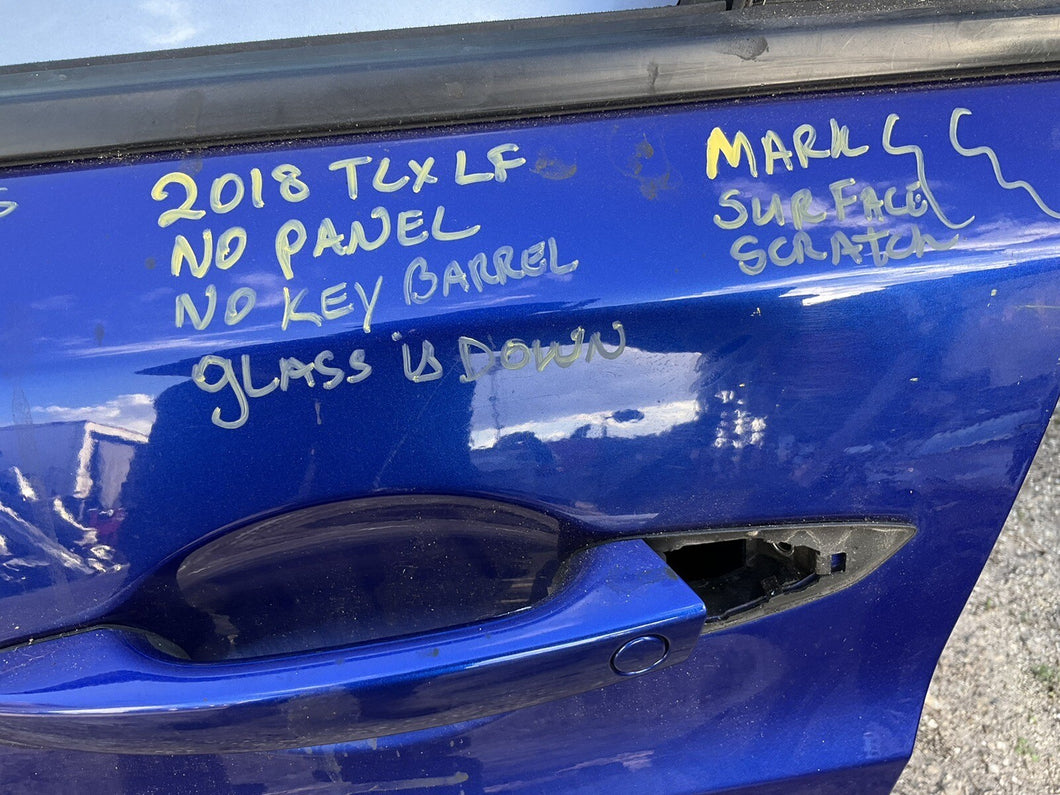 2018 TLX LF
NO PANEL
NO KEY BARREL
GLASS is DOWN
MARK
SURFACE
SCRATCH